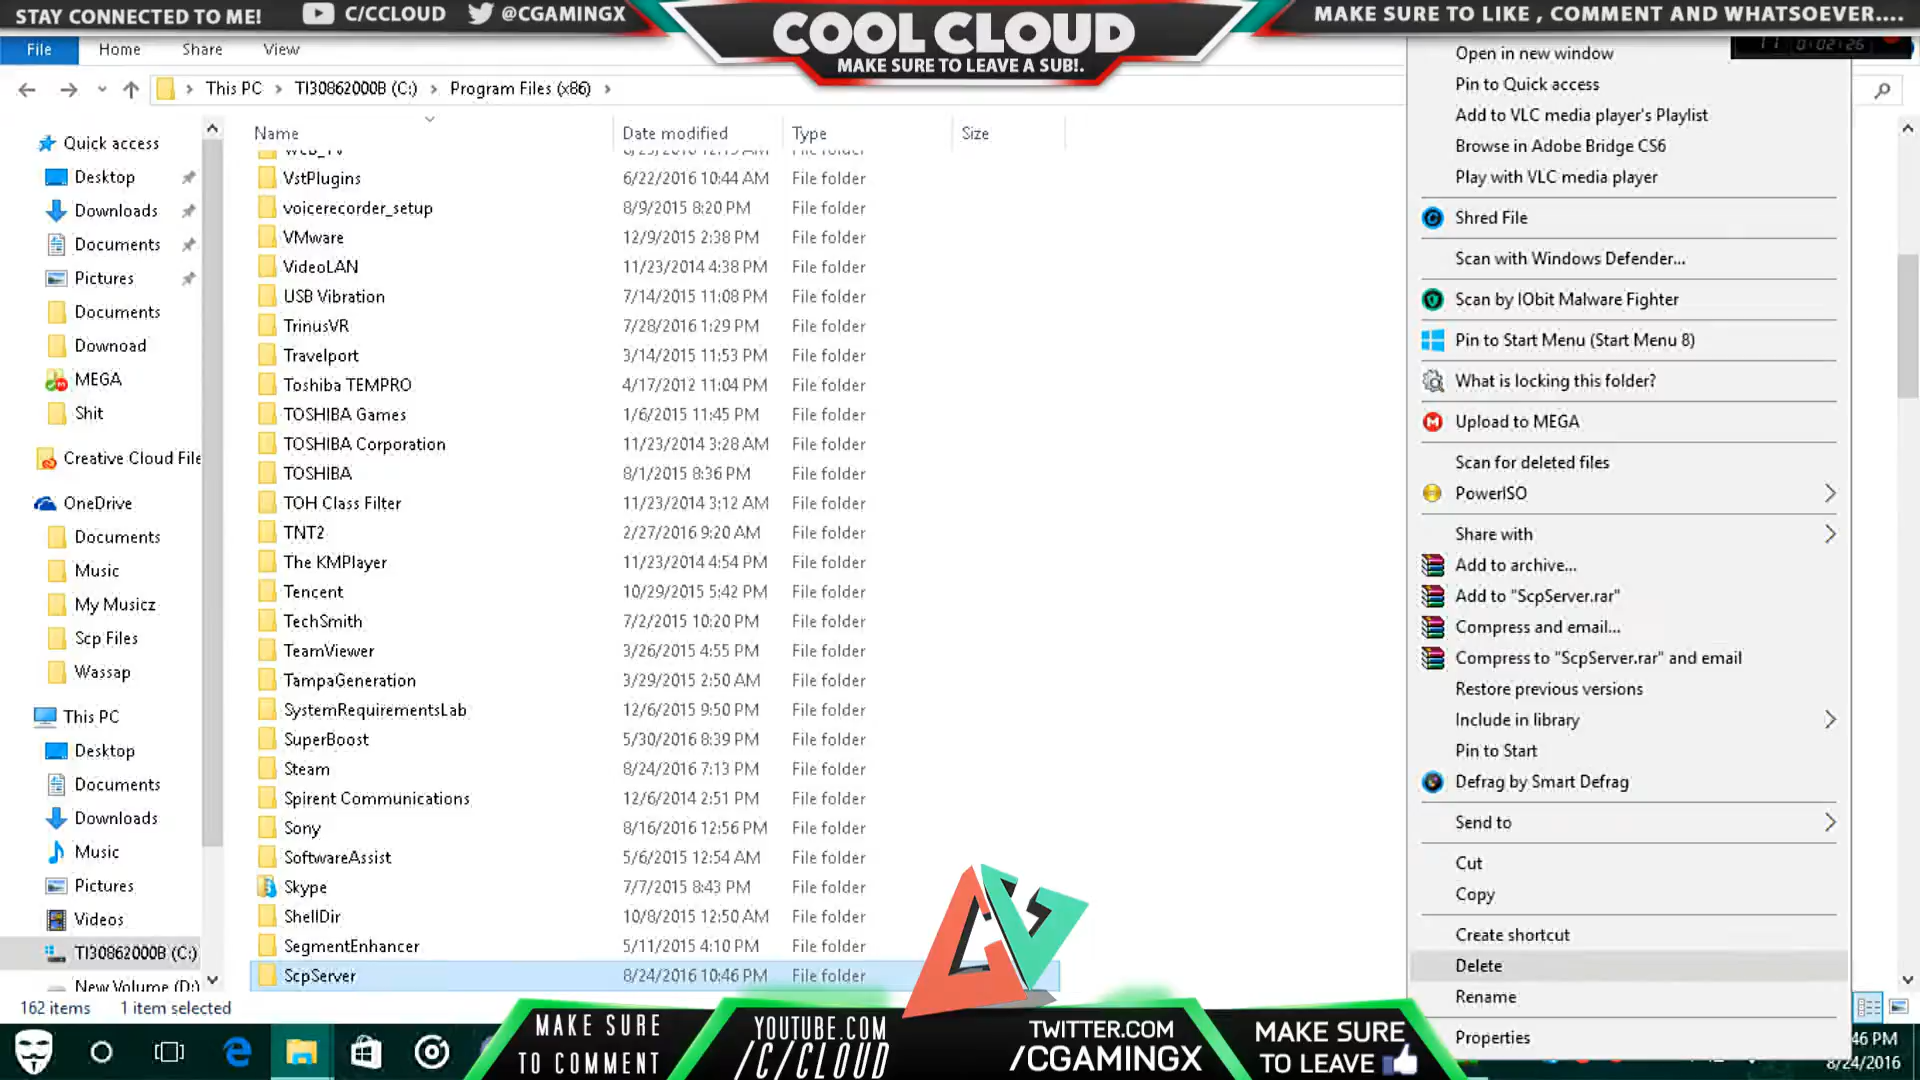 STAY CONNECTED TO ME!
C/CCLOUD
@CGAMINGX
COOL CLOUD
MAKE SURE TO LEAVE A SUB!.
MAKE SURE TO LIKE , COMMENT AND WHATSOEVER....
0:02:26
File
Home
Share
View
This PC
TI30862000B (C:)
Program Files (x86)
Name
Date modified
Type
Size
Quick access
Desktop
Downloads
Documents
Pictures
Documents
Downoad
MEGA
Shit
Creative Cloud File
OneDrive
Documents
Music
My Musicz
Scp Files
Wassap
This PC
Desktop
Documents
Downloads
Music
Pictures
Videos
TI30862000B (C:)
New Volume (D:)
VstPlugins 6/22/2016 10:44 AM File folder
voicerecorder_setup 8/9/2015 8:20 PM File folder
VMware 12/9/2015 2:38 PM File folder
VideoLAN 11/23/2014 4:38 PM File folder
USB Vibration 7/14/2015 11:08 PM File folder
TrinusVR 7/28/2016 1:29 PM File folder
Travelport 3/14/2015 11:53 PM File folder
Toshiba TEMPRO 4/17/2012 11:04 PM File folder
TOSHIBA Games 1/6/2015 11:45 PM File folder
TOSHIBA Corporation 11/23/2014 3:28 AM File folder
TOSHIBA 8/1/2015 8:36 PM File folder
TOH Class Filter 11/23/2014 3:12 AM File folder
TNT2 2/27/2016 9:20 AM File folder
The KMPlayer 11/23/2014 4:54 PM File folder
Tencent 10/29/2015 5:42 PM File folder
TechSmith 7/2/2015 10:20 PM File folder
TeamViewer 3/26/2015 4:55 PM File folder
TampaGeneration 3/29/2015 2:50 AM File folder
SystemRequirementsLab 12/6/2015 9:50 PM File folder
SuperBoost 5/30/2016 8:39 PM File folder
Steam 8/24/2016 7:13 PM File folder
Spirent Communications 12/6/2014 2:51 PM File folder
Sony 8/16/2016 12:56 PM File folder
SoftwareAssist 5/6/2015 12:54 AM File folder
Skype 7/7/2015 8:43 PM File folder
ShellDir 10/8/2015 12:50 AM File folder
SegmentEnhancer 5/11/2015 4:10 PM File folder
ScpServer 8/24/2016 10:46 PM File folder
Open in new window
Pin to Quick access
Add to VLC media player's Playlist
Browse in Adobe Bridge CS6
Play with VLC media player
Shred File
Scan with Windows Defender...
Scan by IObit Malware Fighter
Pin to Start Menu (Start Menu 8)
What is locking this folder?
Upload to MEGA
Scan for deleted files
PowerISO
Share with
Add to archive...
Add to "ScpServer.rar"
Compress and email...
Compress to "ScpServer.rar" and email
Restore previous versions
Include in library
Pin to Start
Defrag by Smart Defrag
Send to
Cut
Copy
Create shortcut
Delete
Rename
Properties
162 items
1 item selected
MAKE SURE
TO COMMENT
YOUTUBE.COM
/C/CLOUD
TWITTER.COM
/CGAMINGX
MAKE SURE
TO LEAVE
46 PM
8/24/2016